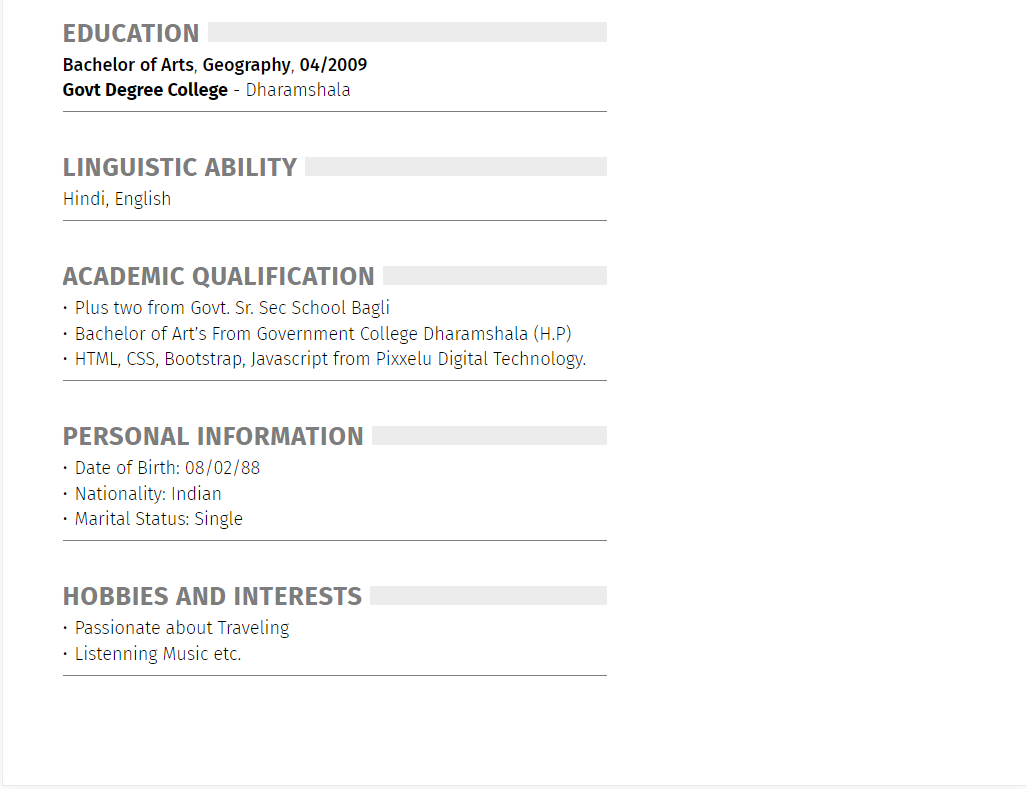 EDUCATION
Bachelor of Arts, Geography, 04/2009
Govt Degree College - Dharamshala
LINGUISTIC ABILITY
Hindi, English
ACADEMIC QUALIFICATION
• Plus two from Govt. Sr. Sec School Bagli
• Bachelor of Art's From Government College Dharamshala (H.P)
• HTML, CSS, Bootstrap, Javascript from Pixxelu Digital Technology.
PERSONAL INFORMATION
• Date of Birth: 08/02/88
• Nationality: Indian
• Marital Status: Single
HOBBIES AND INTERESTS
• Passionate about Traveling
• Listenning Music etc.